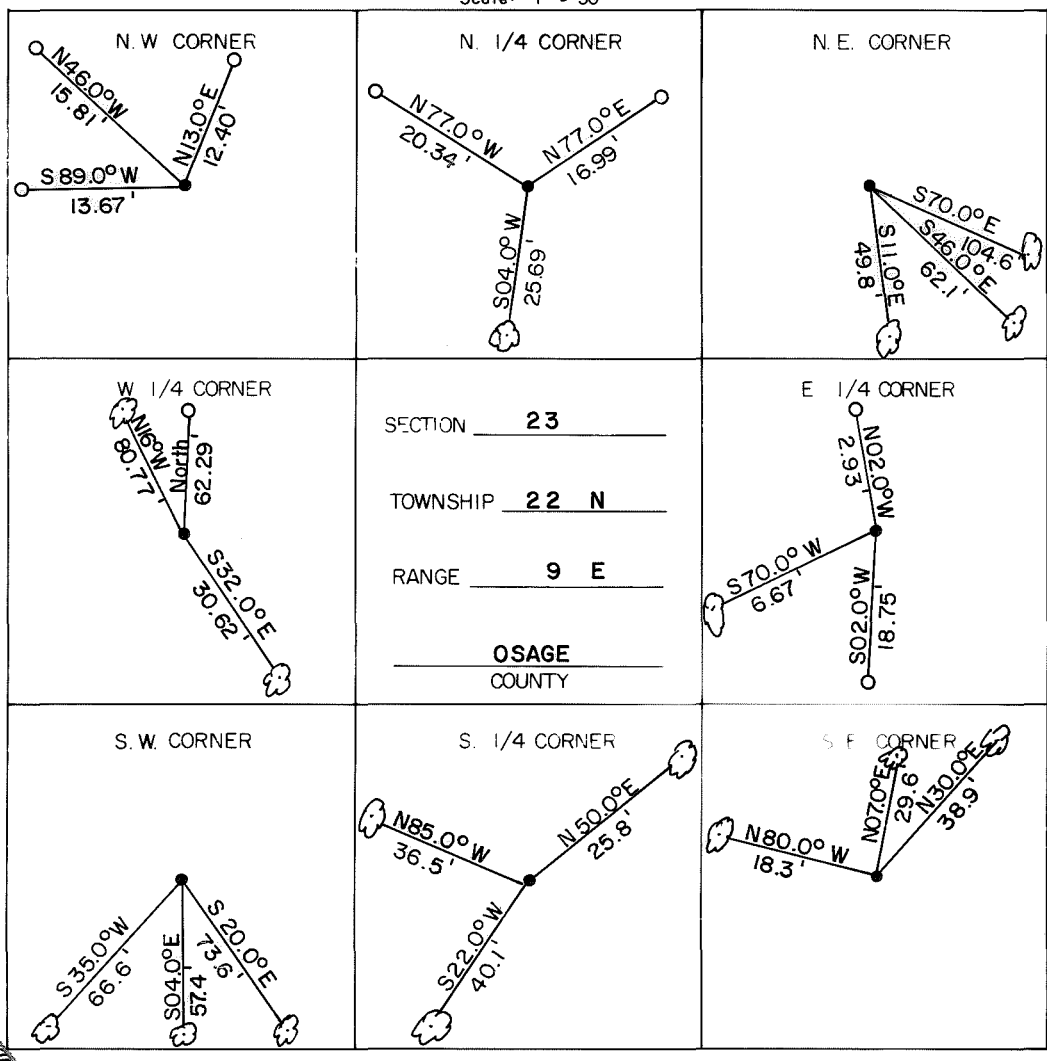 N. W CORNER
N46.0°W
15.81'
N13.0°E
12.40'
S89.0°W
13.67'
N. 1/4 CORNER
N77.0°W
20.34'
N77.0°E
16.99'
S04.0°W
25.69'
N. E. CORNER
S70.0°E
104.6
S46.0°E
62.1'
S11.0°E
49.8'
W 1/4 CORNER
N16°W
80.77'
North
62.29'
S32.0°E
30.62'
SECTION 23
TOWNSHIP 22 N
RANGE 9 E
OSAGE
COUNTY
E 1/4 CORNER
N02.0°W
2.93'
S70.0°W
6.67'
S02.0°W
18.75'
S. W. CORNER
S35.0°W
66.6'
S04.0°E
57.4'
S20.0°E
73.6'
S. 1/4 CORNER
N85.0°W
36.5'
N50.0°E
25.8'
S22.0°W
40.1'
S E CORNER
N80.0°W
18.3'
N07.0°E
29.6'
N30.0°E
38.9'